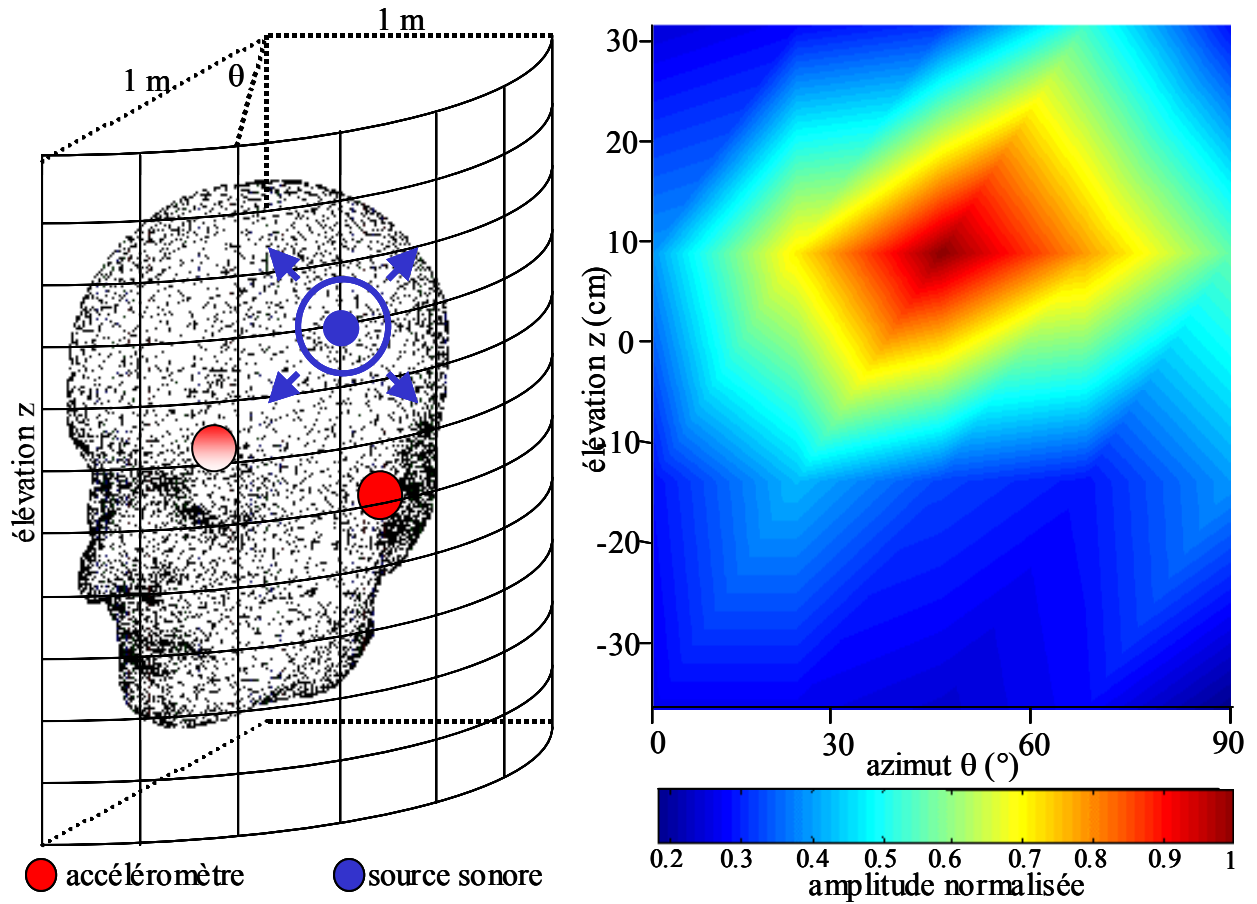 1 m
1 m
θ
élévation z
accéléromètre
source sonore
30
20
10
0
-10
-20
-30
élévation z (cm)
0
30
60
90
azimut θ (°)
0.2 0.3 0.4 0.5 0.6 0.7 0.8 0.9 1
amplitude normalisée